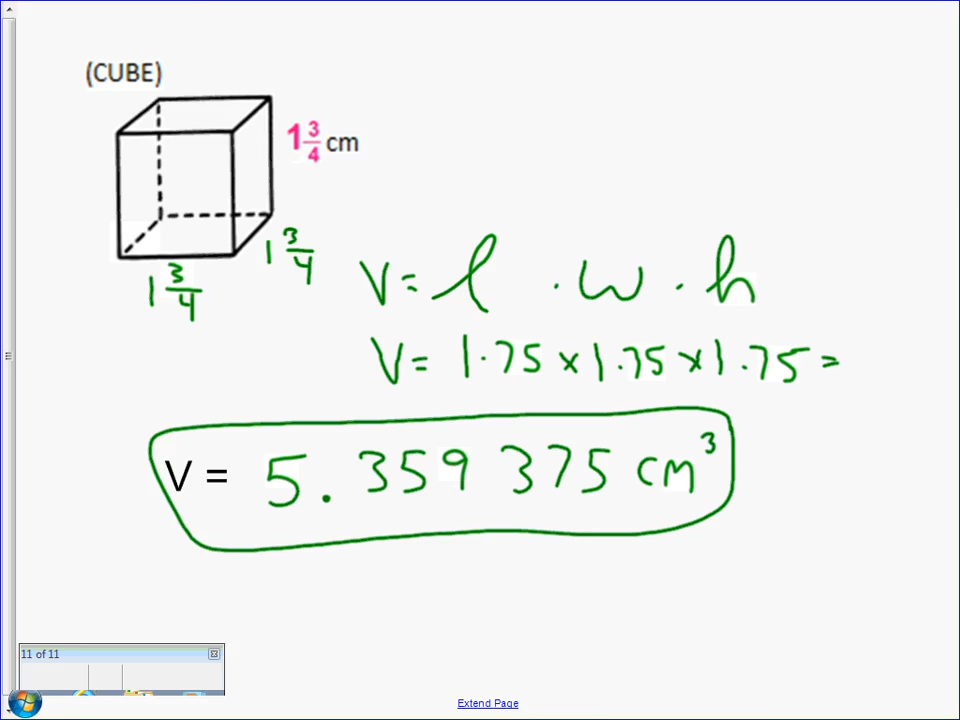 (CUBE)
1 3/4 cm
1 3/4
1 3/4
V = l · w · h
V = 1.75 × 1.75 × 1.75 =
V = 5.359 375 cm³
11 of 11
Extend Page